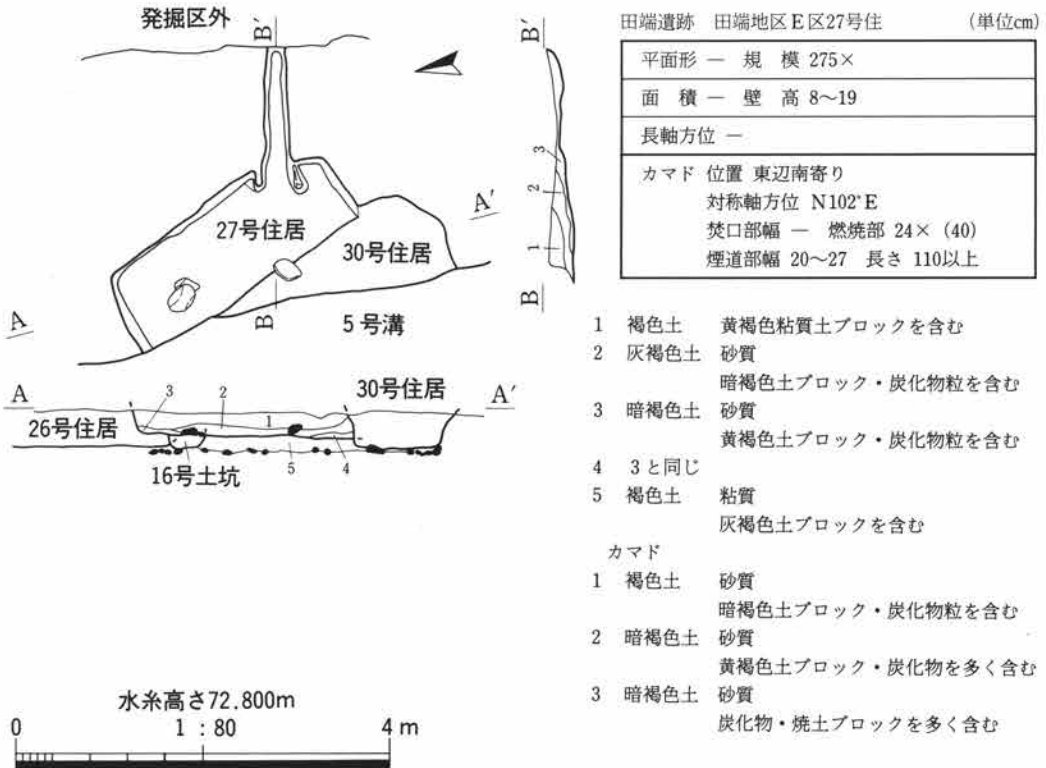 発掘区外
B′
A′
27号住居
30号住居
B
5号溝
A
A
30号住居
A′
26号住居
3
2
1
16号土坑
5
4
水糸高さ72.800m
0
1：80
4 m
B′
3
2
1
B
田端遺跡 田端地区E区27号住 (単位cm)
平面形 ― 規 模 275×
面 積 ― 壁 高 8〜19
長軸方位 ―
カマド 位置 東辺南寄り
対称軸方位 N102°E
焚口部幅 ― 燃焼部 24×（40）
煙道部幅 20〜27 長さ 110以上
1 褐色土 黄褐色粘質土ブロックを含む
2 灰褐色土 砂質
暗褐色土ブロック・炭化物粒を含む
3 暗褐色土 砂質
黄褐色土ブロック・炭化物粒を含む
4 3と同じ
5 褐色土 粘質
灰褐色土ブロックを含む
カマド
1 褐色土 砂質
暗褐色土ブロック・炭化物粒を含む
2 暗褐色土 砂質
黄褐色土ブロック・炭化物を多く含む
3 暗褐色土 砂質
炭化物・焼土ブロックを多く含む